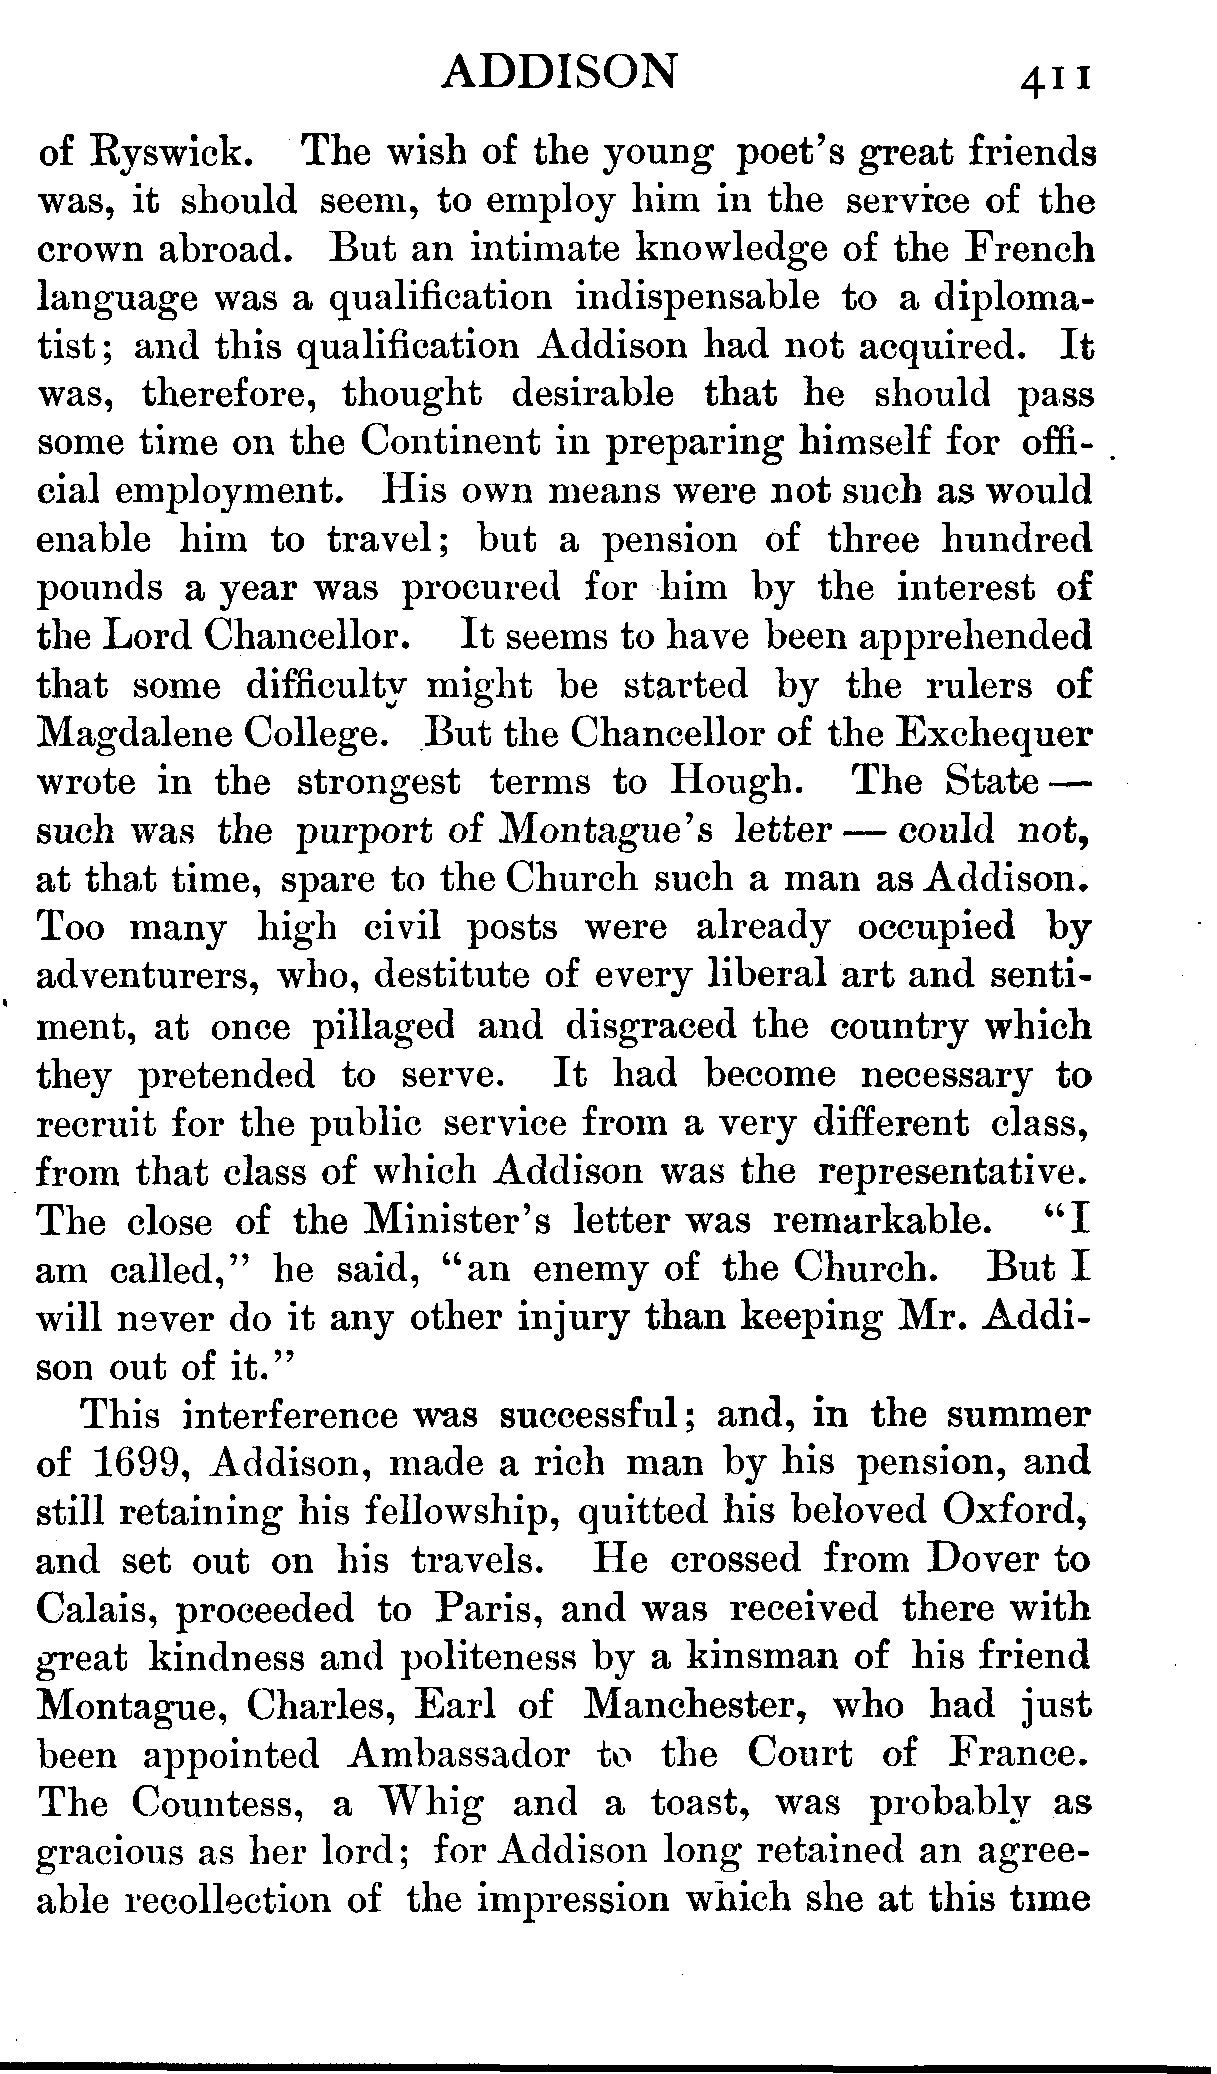 ADDISON 411
of Ryswick. The wish of the young poet's great friends
was, it should seem, to employ him in the service of the
crown abroad. But an intimate knowledge of the French
language was a qualification indispensable to a diploma-
tist; and this qualification Addison had not acquired. It
was, therefore, thought desirable that he should pass
some time on the Continent in preparing himself for offi-
cial employment. His own means were not such as would
enable him to travel; but a pension of three hundred
pounds a year was procured for him by the interest of
the Lord Chancellor. It seems to have been apprehended
that some difficulty might be started by the rulers of
Magdalene College. But the Chancellor of the Exchequer
wrote in the strongest terms to Hough. The State —
such was the purport of Montague's letter — could not,
at that time, spare to the Church such a man as Addison.
Too many high civil posts were already occupied by
adventurers, who, destitute of every liberal art and senti-
ment, at once pillaged and disgraced the country which
they pretended to serve. It had become necessary to
recruit for the public service from a very different class,
from that class of which Addison was the representative.
The close of the Minister's letter was remarkable. "I
am called," he said, "an enemy of the Church. But I
will never do it any other injury than keeping Mr. Addi-
son out of it."
This interference was successful; and, in the summer
of 1699, Addison, made a rich man by his pension, and
still retaining his fellowship, quitted his beloved Oxford,
and set out on his travels. He crossed from Dover to
Calais, proceeded to Paris, and was received there with
great kindness and politeness by a kinsman of his friend
Montague, Charles, Earl of Manchester, who had just
been appointed Ambassador to the Court of France.
The Countess, a Whig and a toast, was probably as
gracious as her lord; for Addison long retained an agree-
able recollection of the impression which she at this time